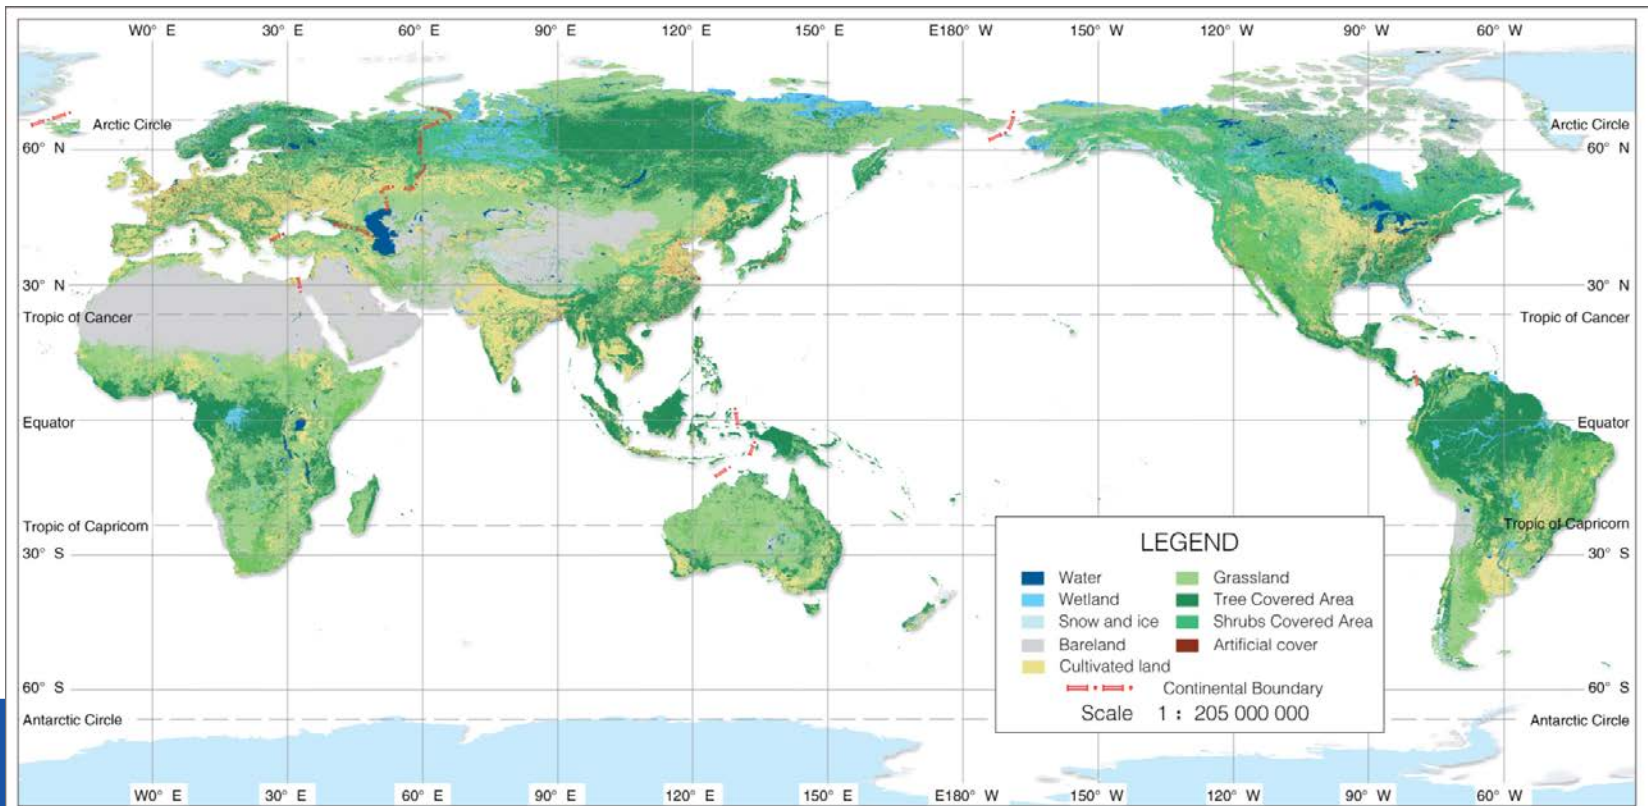 W0° E 30° E 60° E 90° E 120° E 150° E E180° W 150° W 120° W 90° W 60° W
Arctic Circle Arctic Circle
60° N 60° N
30° N 30° N
Tropic of Cancer Tropic of Cancer
Equator Equator
Tropic of Capricorn Tropic of Capricorn
30° S 30° S
LEGEND
Water Grassland
Wetland Tree Covered Area
Snow and ice Shrubs Covered Area
Bareland Artificial cover
Cultivated land
Continental Boundary
Scale 1 : 205 000 000
60° S 60° S
Antarctic Circle Antarctic Circle
W0° E 30° E 60° E 90° E 120° E 150° E E180° W 150° W 120° W 90° W 60° W